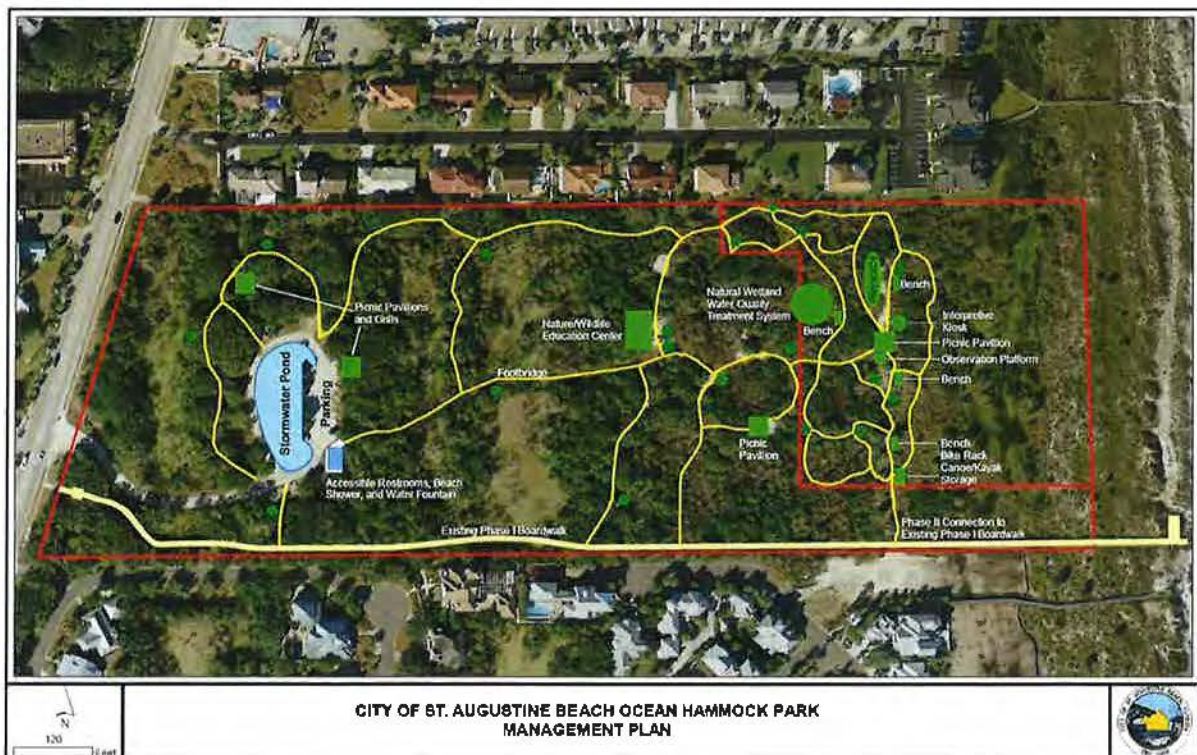 Picnic Pavilions
and Grills
Stormwater Pond
Parking
Accessible Restrooms, Beach
Shower, and Water Fountain
Existing Phase I Boardwalk
Footbridge
Nature/Wildlife
Education Center
Natural Wetland
Water Quality
Treatment System
Bench
Picnic
Pavilion
Bench
Interpretive
Kiosk
Picnic Pavilion
Observation Platform
Bench
Bench
Bike Rack
Canoe/Kayak
Storage
Phase II Connection to
Existing Phase I Boardwalk
N
120
Feet
CITY OF ST. AUGUSTINE BEACH OCEAN HAMMOCK PARK
MANAGEMENT PLAN